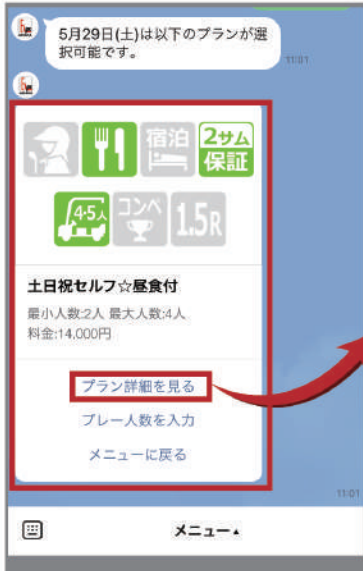 5月29日(土)は以下のプランが選
択可能です。
11:01
宿泊
2サム
保証
4・5人
コンペ
1.5R
土日祝セルフ☆昼食付
最小人数:2人 最大人数:4人
料金:14,000円
プラン詳細を見る
プレー人数を入力
メニューに戻る
11:01
メニュー▲